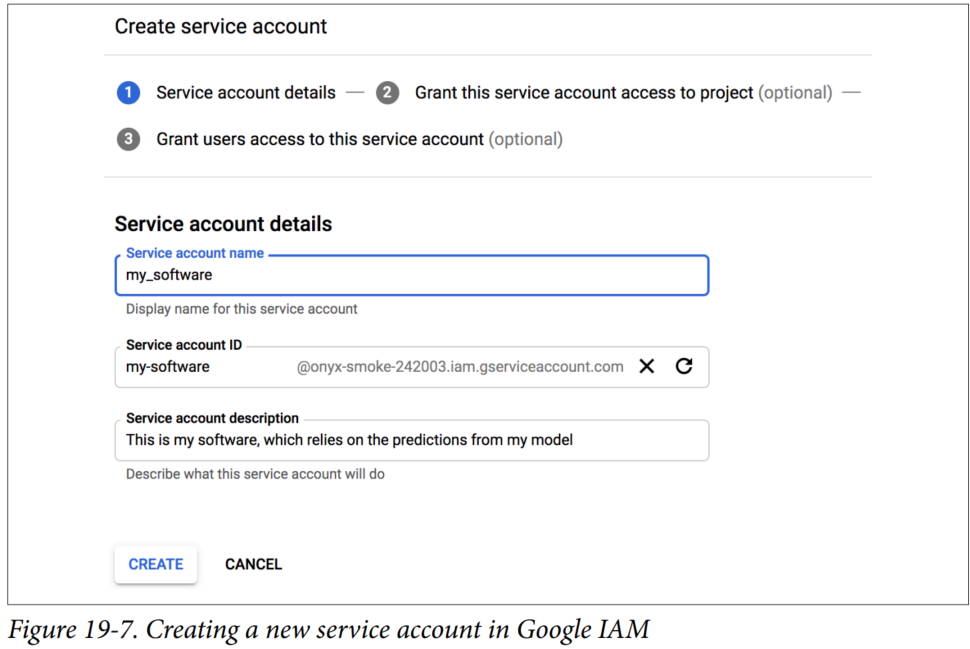 Create service account
1 Service account details — 2 Grant this service account access to project (optional) —
3 Grant users access to this service account (optional)
Service account details
Service account name
my_software
Display name for this service account
Service account ID
my-software @onyx-smoke-242003.iam.gserviceaccount.com
Service account description
This is my software, which relies on the predictions from my model
Describe what this service account will do
CREATE CANCEL
Figure 19-7. Creating a new service account in Google IAM